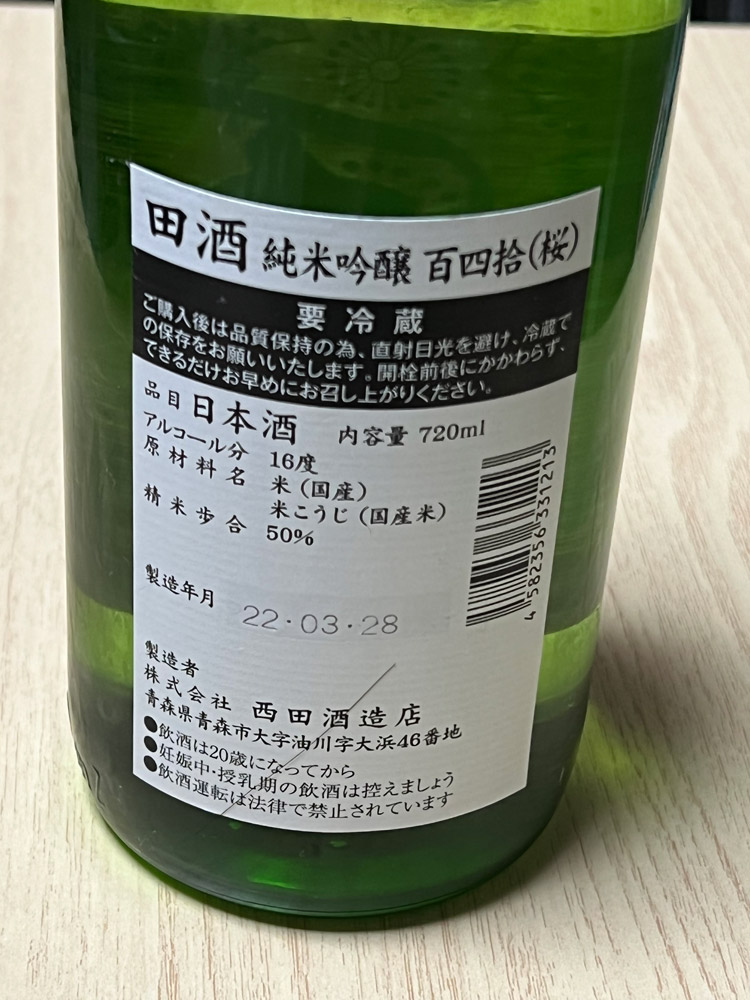 田酒 純米吟醸 百四拾(桜)
要冷蔵
ご購入後は品質保持の為、直射日光を避け、冷蔵で
の保存をお願いいたします。開栓前後にかかわらず、
できるだけお早めにお召し上がりください。
品目 日本酒 内容量 720ml
アルコール分 16度
原材料名 米(国産)
米こうじ(国産米)
精米歩合 50%
製造年月 22・03・28
製造者
株式会社 西田酒造店
青森県青森市大字油川字大浜46番地
●飲酒は20歳になってから
●妊娠中・授乳期の飲酒は控えましょう
●飲酒運転は法律で禁止されています
4 582356 331213